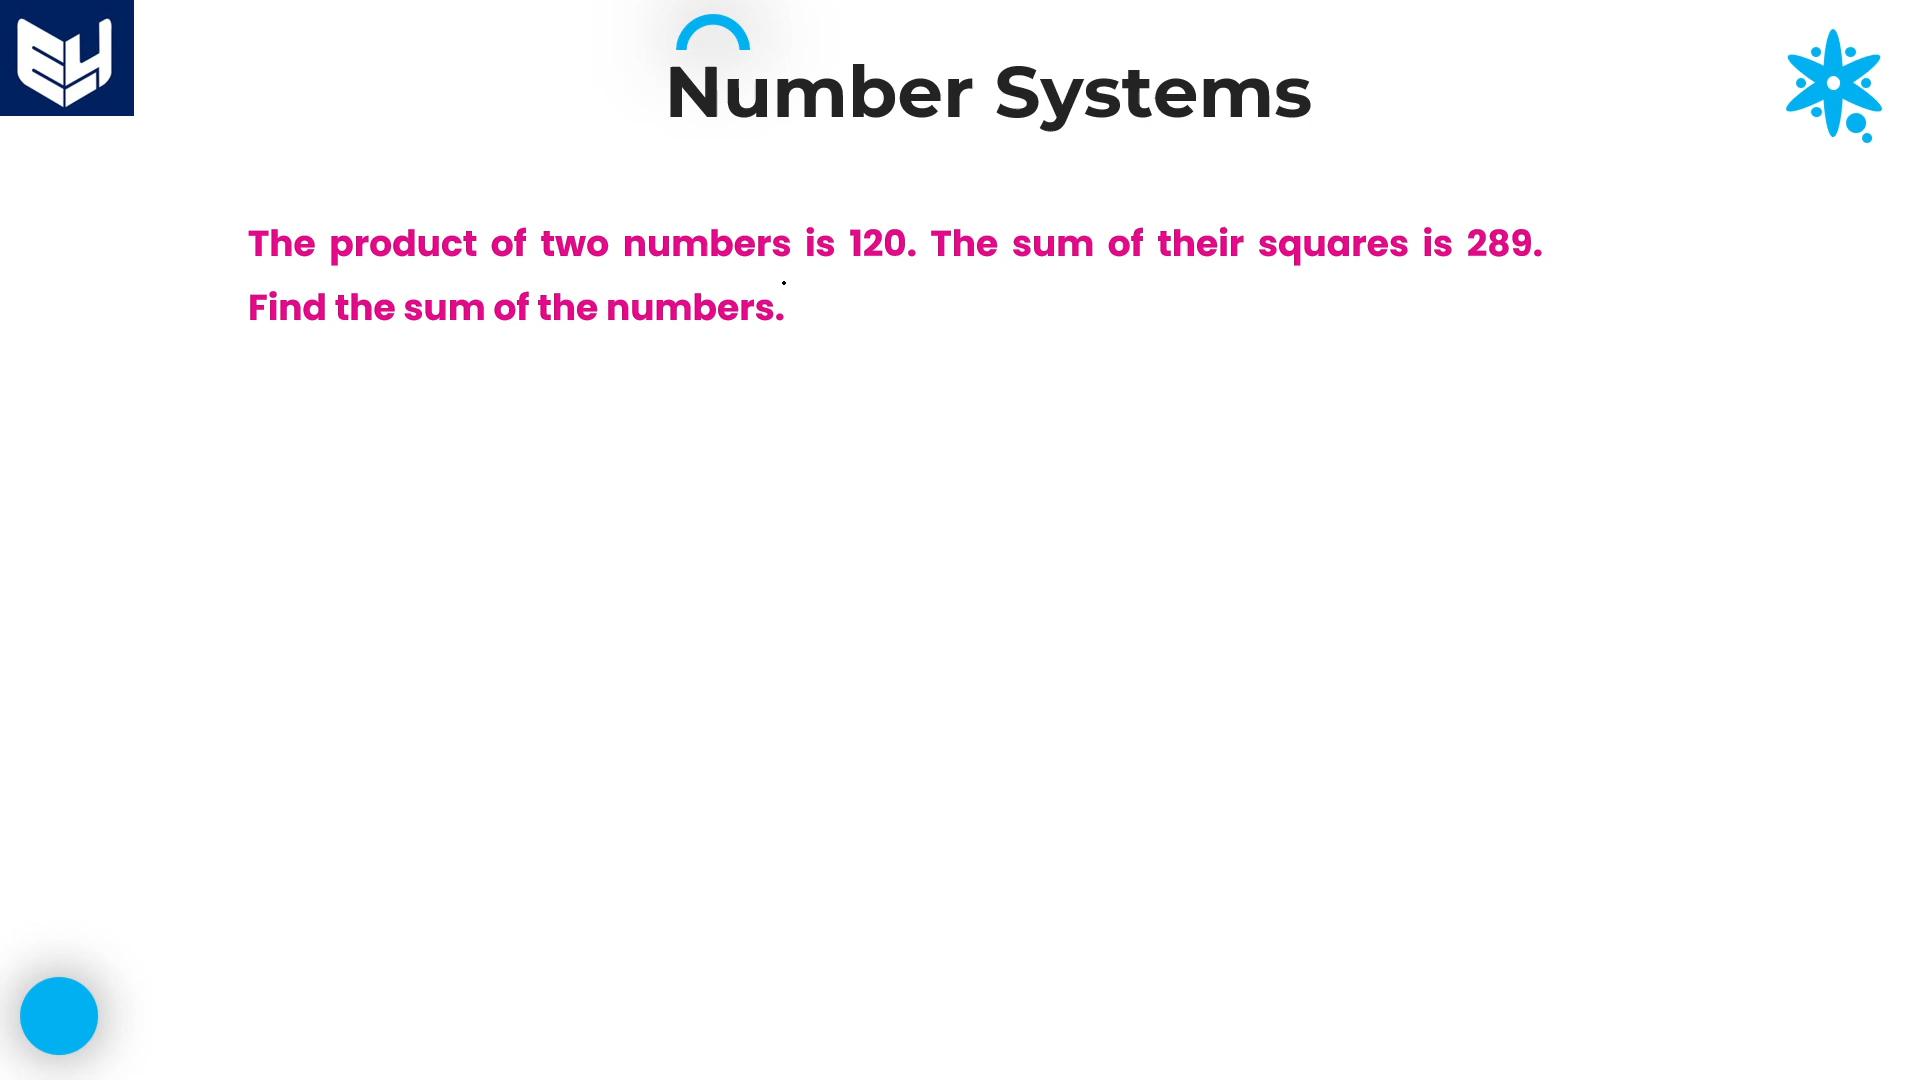 Number Systems
The product of two numbers is 120. The sum of their squares is 289.
Find the sum of the numbers.